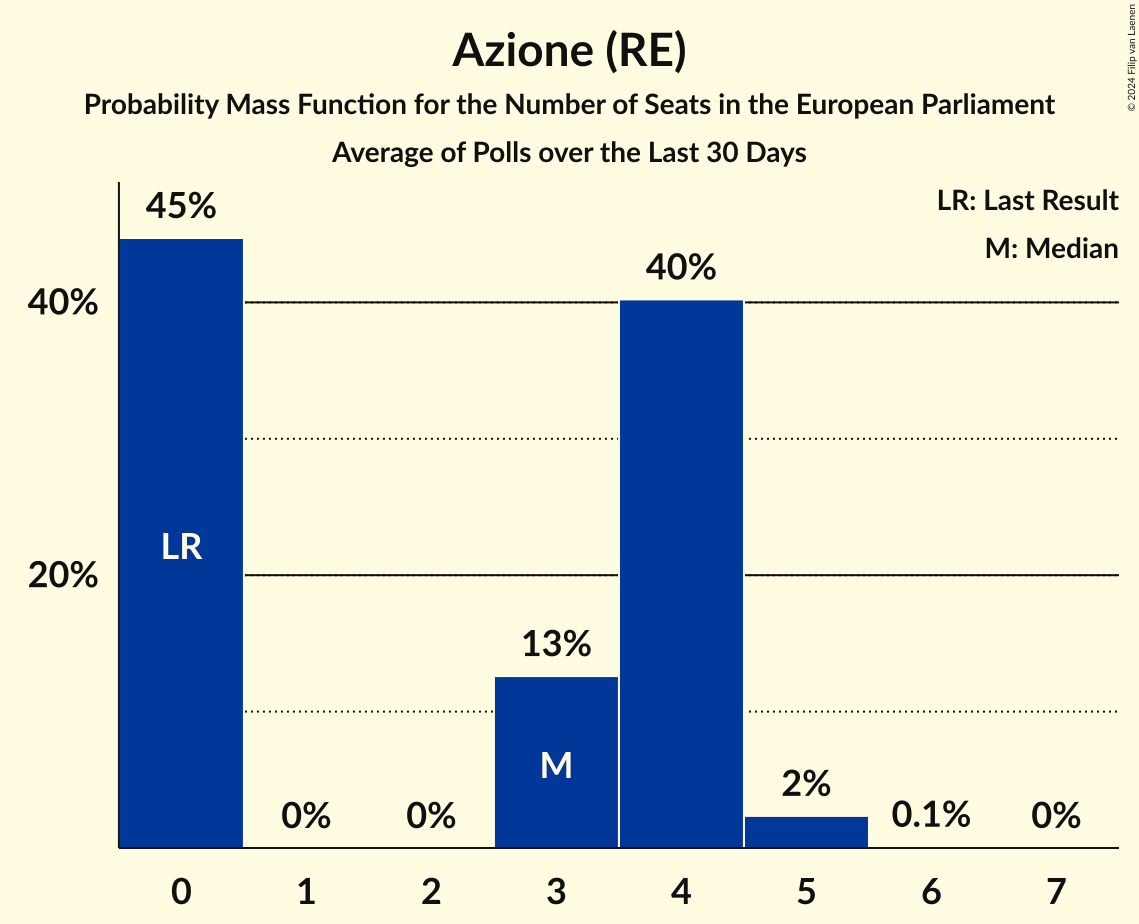 Azione (RE)
Probability Mass Function for the Number of Seats in the European Parliament
Average of Polls over the Last 30 Days
© 2024 Filip van Laenen
LR: Last Result
M: Median
45%
40%
40%
LR
20%
13%
M
2%
0%
0%
0.1%
0%
0 1 2 3 4 5 6 7